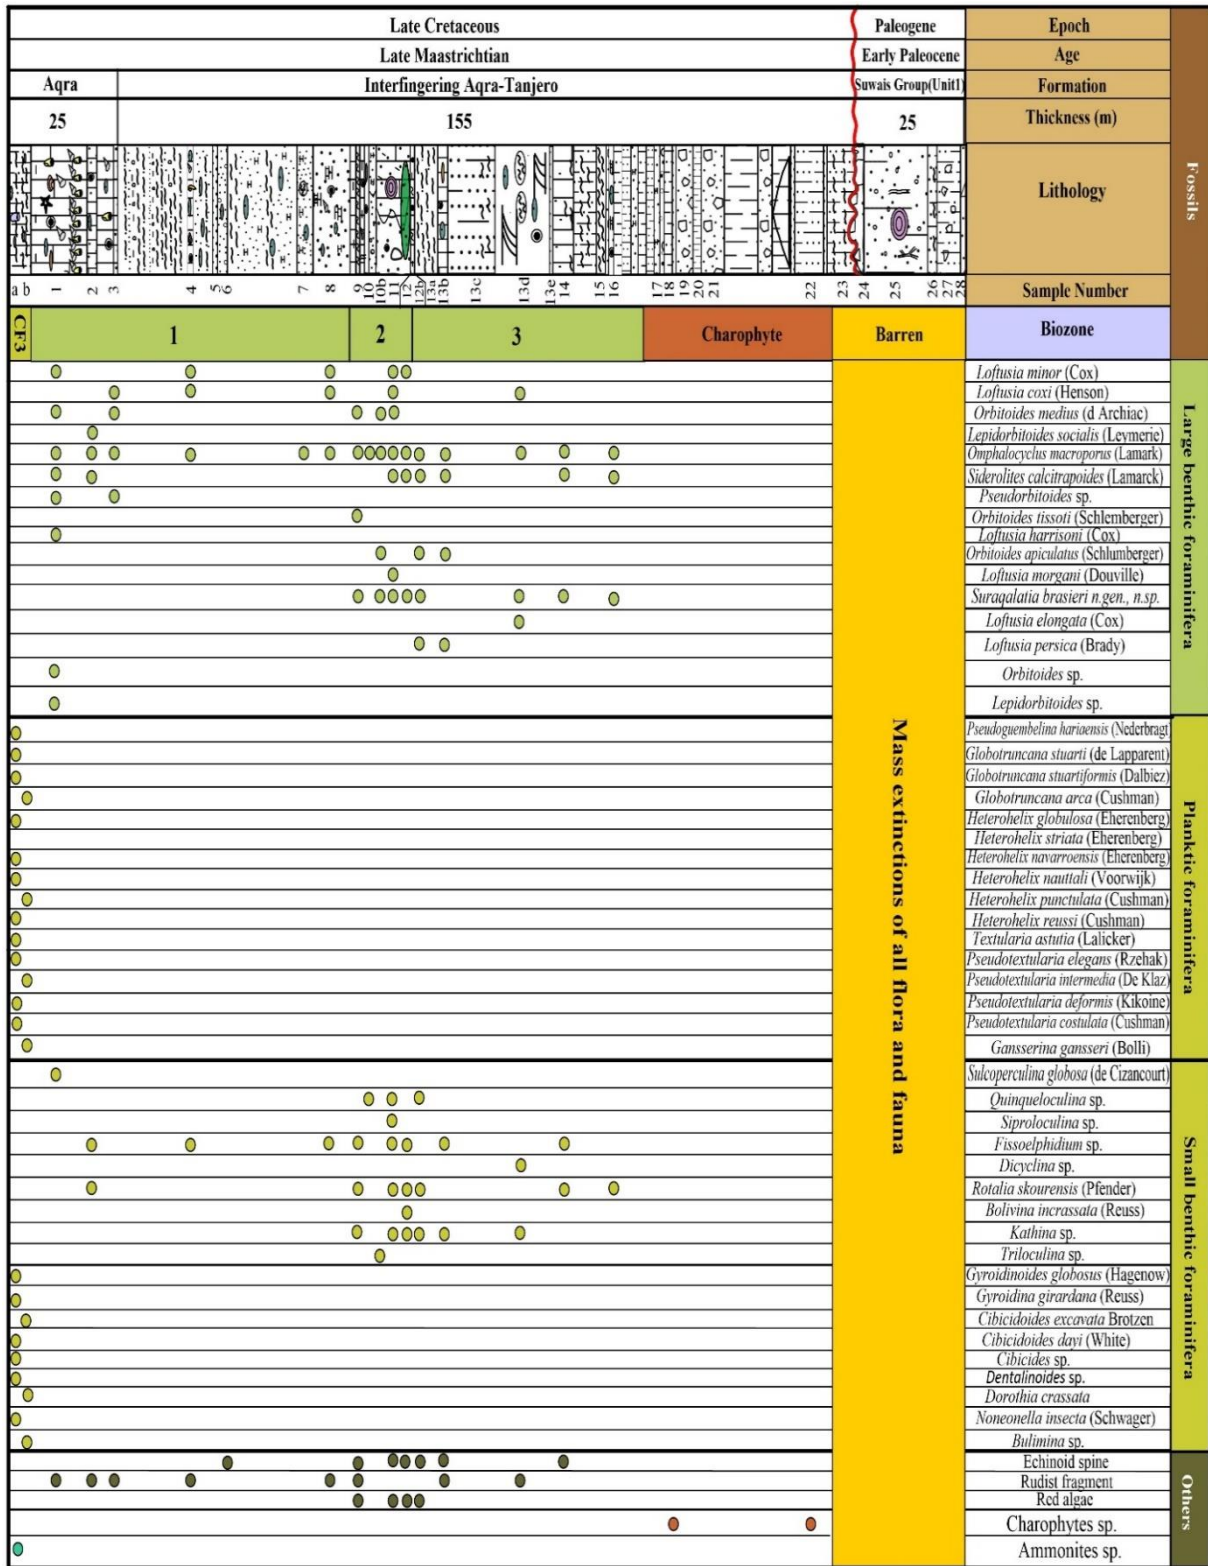 Late Cretaceous Paleogene Epoch
Late Maastrichtian Early Paleocene Age
Aqra Interfingering Aqra-Tanjero Suwais Group(Unit1) Formation
25 155 25 Thickness (m)
Lithology
Fossils
a b 1 2 3 4 5 6 7 8 9 10 10b 11 12 12b 13a 13b 13c 13d 13e 14 15 16 17 18 19 20 21 22 23 24 25 26 27 28 Sample Number
CF3 1 2 3 Charophyte Barren Biozone
Large benthic foraminifera
Loftusia minor (Cox)
Loftusia coxi (Henson)
Orbitoides medius (d Archiac)
Lepidorbitoides socialis (Leymerie)
Omphalocyclus macroporus (Lamark)
Siderolites calcitrapoides (Lamarck)
Pseudorbitoides sp.
Orbitoides tissoti (Schlemberger)
Loftusia harrisoni (Cox)
Orbitoides apiculatus (Schlumberger)
Loftusia morgani (Douville)
Suraqalatia brasieri n.gen., n.sp.
Loftusia elongata (Cox)
Loftusia persica (Brady)
Orbitoides sp.
Lepidorbitoides sp.
Mass extinctions of all flora and fauna
Planktic foraminifera
Pseudoguembelina hariaensis (Nederbragt)
Globotruncana stuarti (de Lapparent)
Globotruncana stuartiformis (Dalbiez)
Globotruncana arca (Cushman)
Heterohelix globulosa (Eherenberg)
Heterohelix striata (Eherenberg)
Heterohelix navarroensis (Eherenberg)
Heterohelix nauttali (Voorwijk)
Heterohelix punctulata (Cushman)
Heterohelix reussi (Cushman)
Textularia astutia (Lalicker)
Pseudotextularia elegans (Rzehak)
Pseudotextularia intermedia (De Klaz)
Pseudotextularia deformis (Kikoine)
Pseudotextularia costulata (Cushman)
Gansserina gansseri (Bolli)
Small benthic foraminifera
Sulcoperculina globosa (de Cizancourt)
Quinqueloculina sp.
Siproloculina sp.
Fissoelphidium sp.
Dicyclina sp.
Rotalia skourensis (Pfender)
Bolivina incrassata (Reuss)
Kathina sp.
Triloculina sp.
Gyroidinoides globosus (Hagenow)
Gyroidina girardana (Reuss)
Cibicidoides excavata Brotzen
Cibicidoides dayi (White)
Cibicides sp.
Dentalinoides sp.
Dorothia crassata
Noneonella insecta (Schwager)
Bulimina sp.
Others
Echinoid spine
Rudist fragment
Red algae
Charophytes sp.
Ammonites sp.